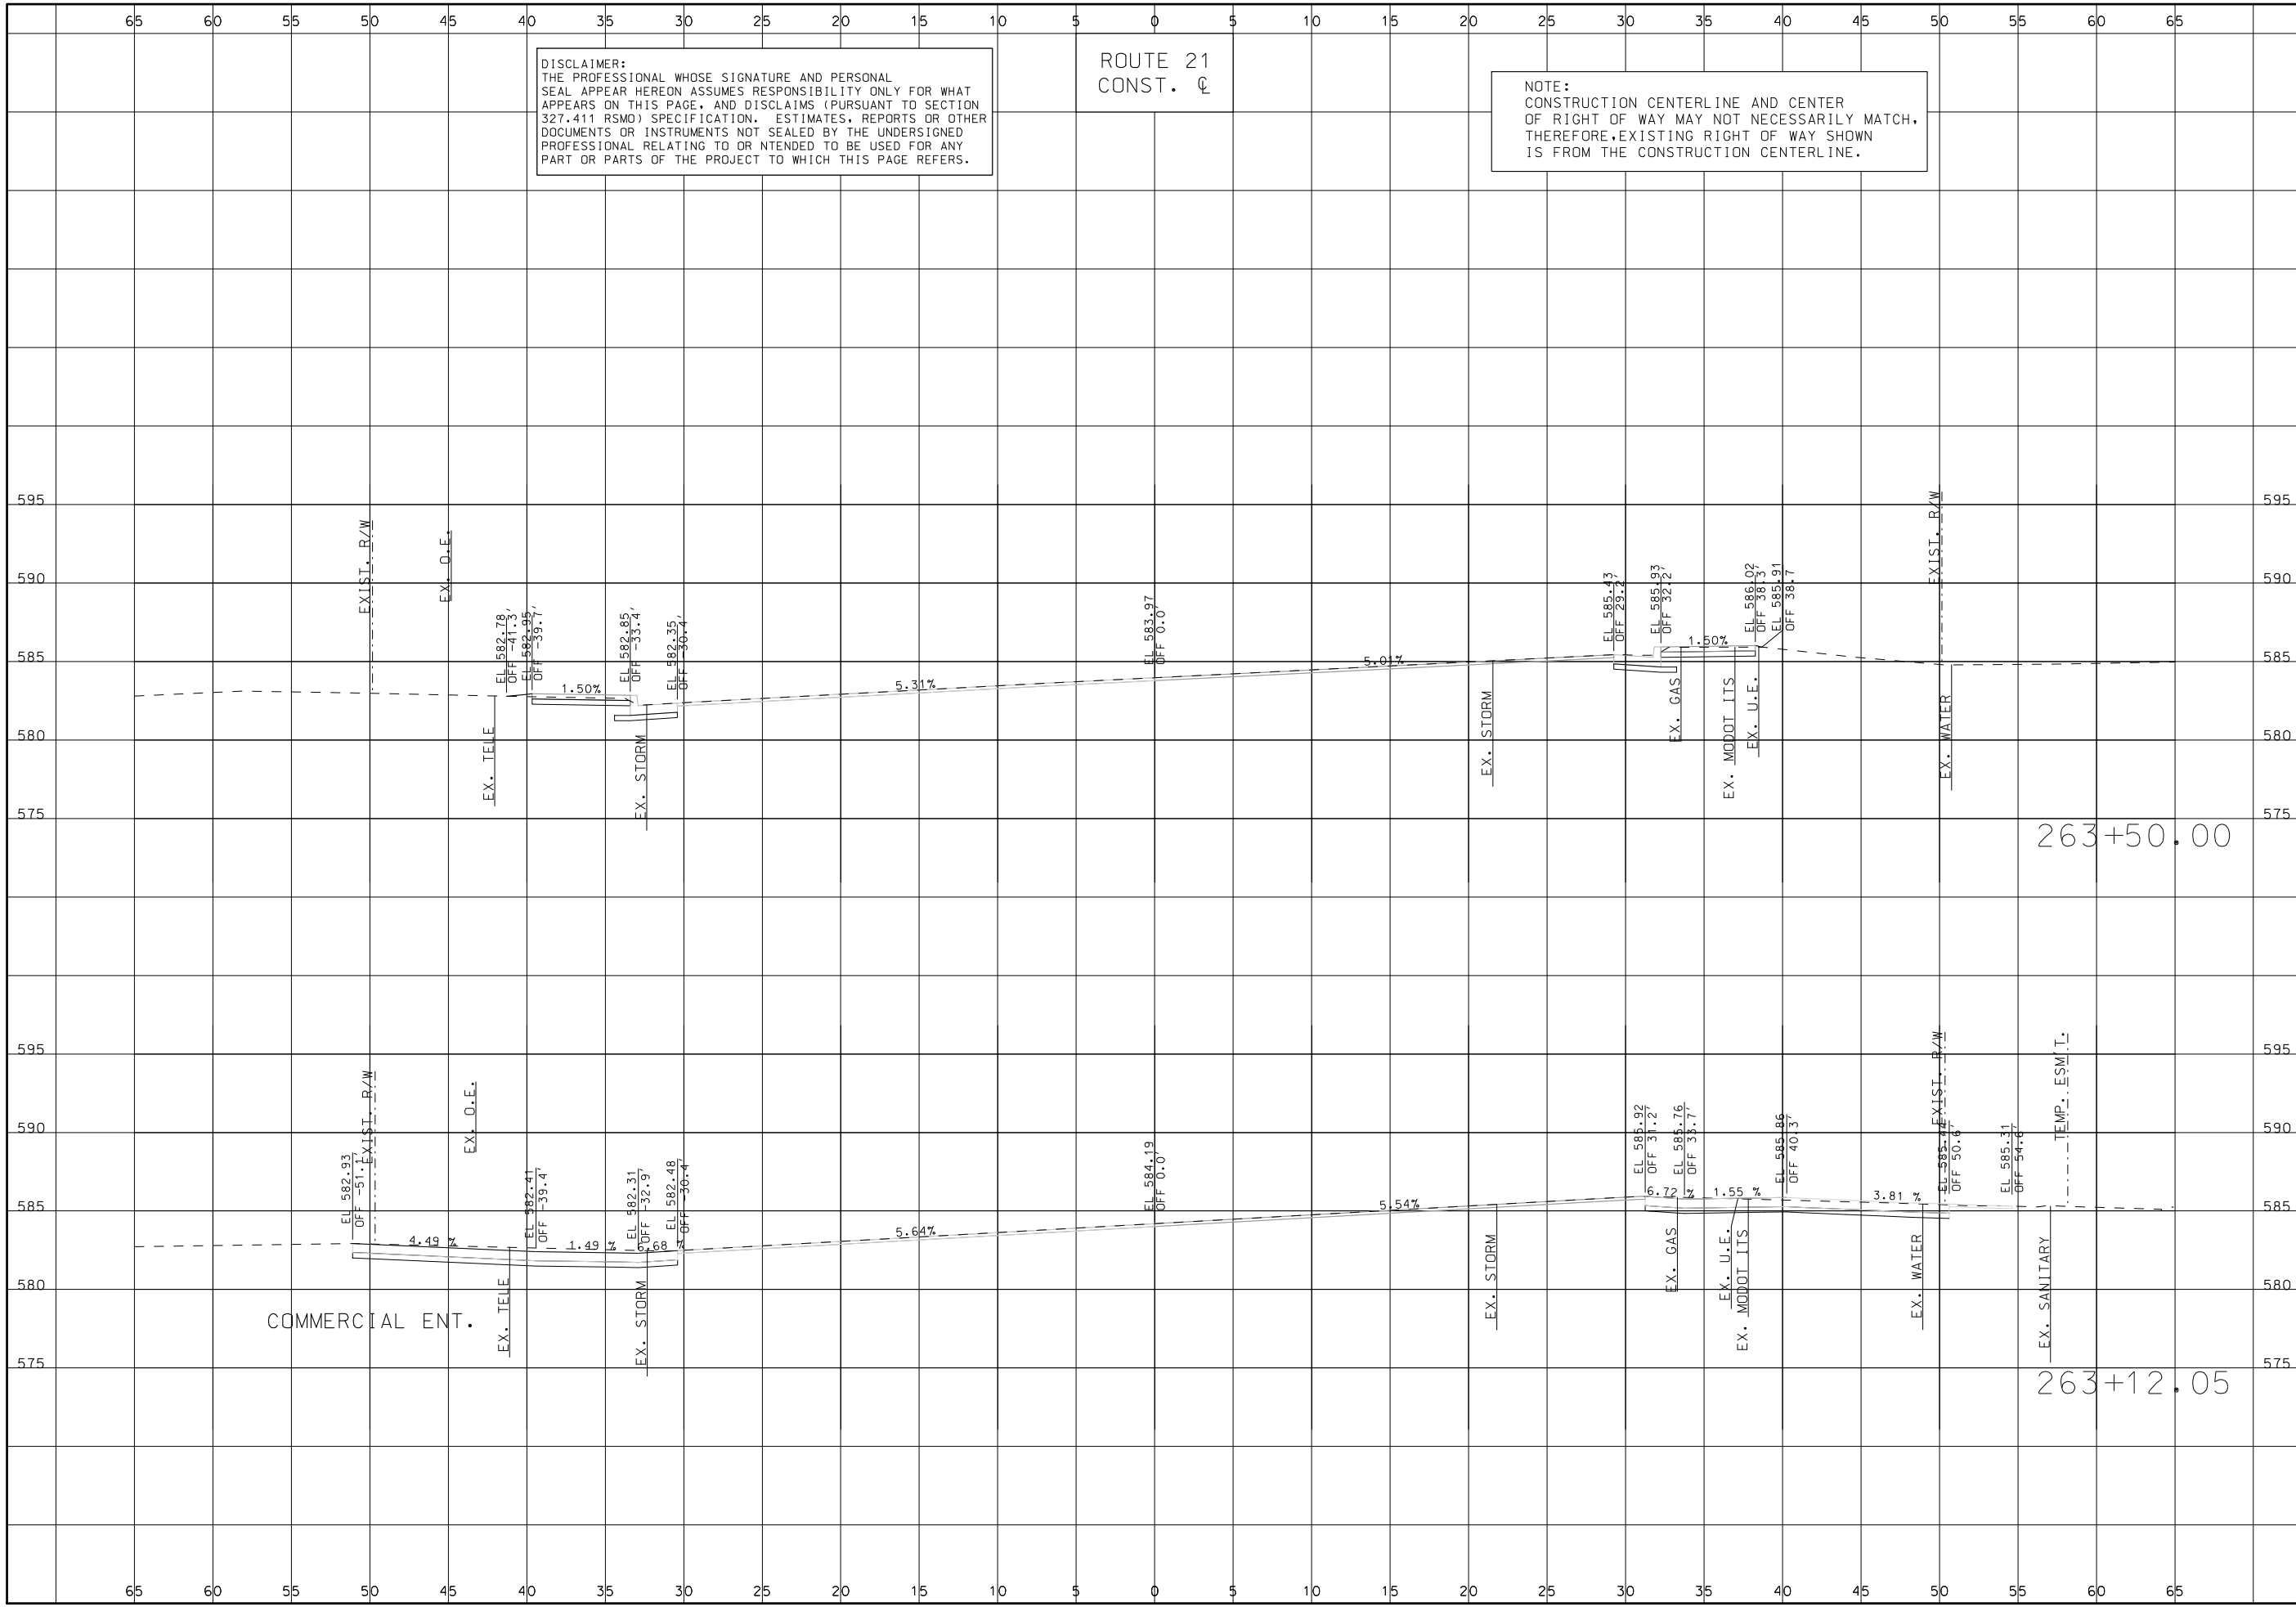 65 60 55 50 45 40 35 30 25 20 15 10 5 0 5 10 15 20 25 30 35 40 45 50 55 60 65
DISCLAIMER:
THE PROFESSIONAL WHOSE SIGNATURE AND PERSONAL
SEAL APPEAR HEREON ASSUMES RESPONSIBILITY ONLY FOR WHAT
APPEARS ON THIS PAGE, AND DISCLAIMS (PURSUANT TO SECTION
327.411 RSMO) SPECIFICATION. ESTIMATES, REPORTS OR OTHER
DOCUMENTS OR INSTRUMENTS NOT SEALED BY THE UNDERSIGNED
PROFESSIONAL RELATING TO OR NTENDED TO BE USED FOR ANY
PART OR PARTS OF THE PROJECT TO WHICH THIS PAGE REFERS.
ROUTE 21
CONST. ℄
NOTE:
CONSTRUCTION CENTERLINE AND CENTER
OF RIGHT OF WAY MAY NOT NECESSARILY MATCH,
THEREFORE,EXISTING RIGHT OF WAY SHOWN
IS FROM THE CONSTRUCTION CENTERLINE.
595 595
590 590
585 585
580 580
575 575
EXIST. R/W
EX. O.E.
EX. TELE
EL 582.78
OFF -41.3'
EL 582.95
OFF -39.7'
1.50%
EL 582.85
OFF -33.4'
EX. STORM
EL 582.35
OFF -30.4'
5.31%
EL 583.97
OFF 0.0'
5.01%
EX. STORM
EL 585.43
OFF 29.2'
EL 585.93
OFF 32.2'
EX. GAS
1.50%
EX. MODOT ITS
EX. U.E.
EL 586.02
OFF 38.3'
EL 585.91
OFF 38.7
EXIST. R/W
EX. WATER
263+50.00
595 595
590 590
585 585
580 580
575 575
EL 582.93
OFF -51.1'
EXIST. R/W
EX. O.E.
4.49 %
COMMERCIAL ENT.
EX. TELE
EL 582.41
OFF -39.4'
1.49 %
EL 582.31
OFF -32.9'
6.68 %
EX. STORM
EL 582.48
OFF -30.4'
5.64%
EL 584.19
OFF 0.0'
5.54%
EX. STORM
EL 585.92
OFF 31.2'
6.72 %
EX. GAS
EL 585.76
OFF 33.7'
1.55 %
EX. U.E.
EX. MODOT ITS
EL 585.86
OFF 40.3'
3.81 %
EX. WATER
EXIST. R/W
EL 585.44
OFF 50.6'
EL 585.31
OFF 54.6'
TEMP. ESM'T.
EX. SANITARY
263+12.05
65 60 55 50 45 40 35 30 25 20 15 10 5 0 5 10 15 20 25 30 35 40 45 50 55 60 65